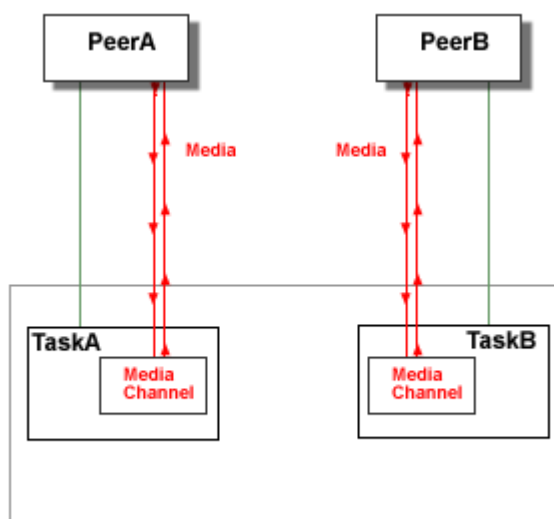 PeerA
PeerB
Media
Media
TaskA
TaskB
Media
Channel
Media
Channel